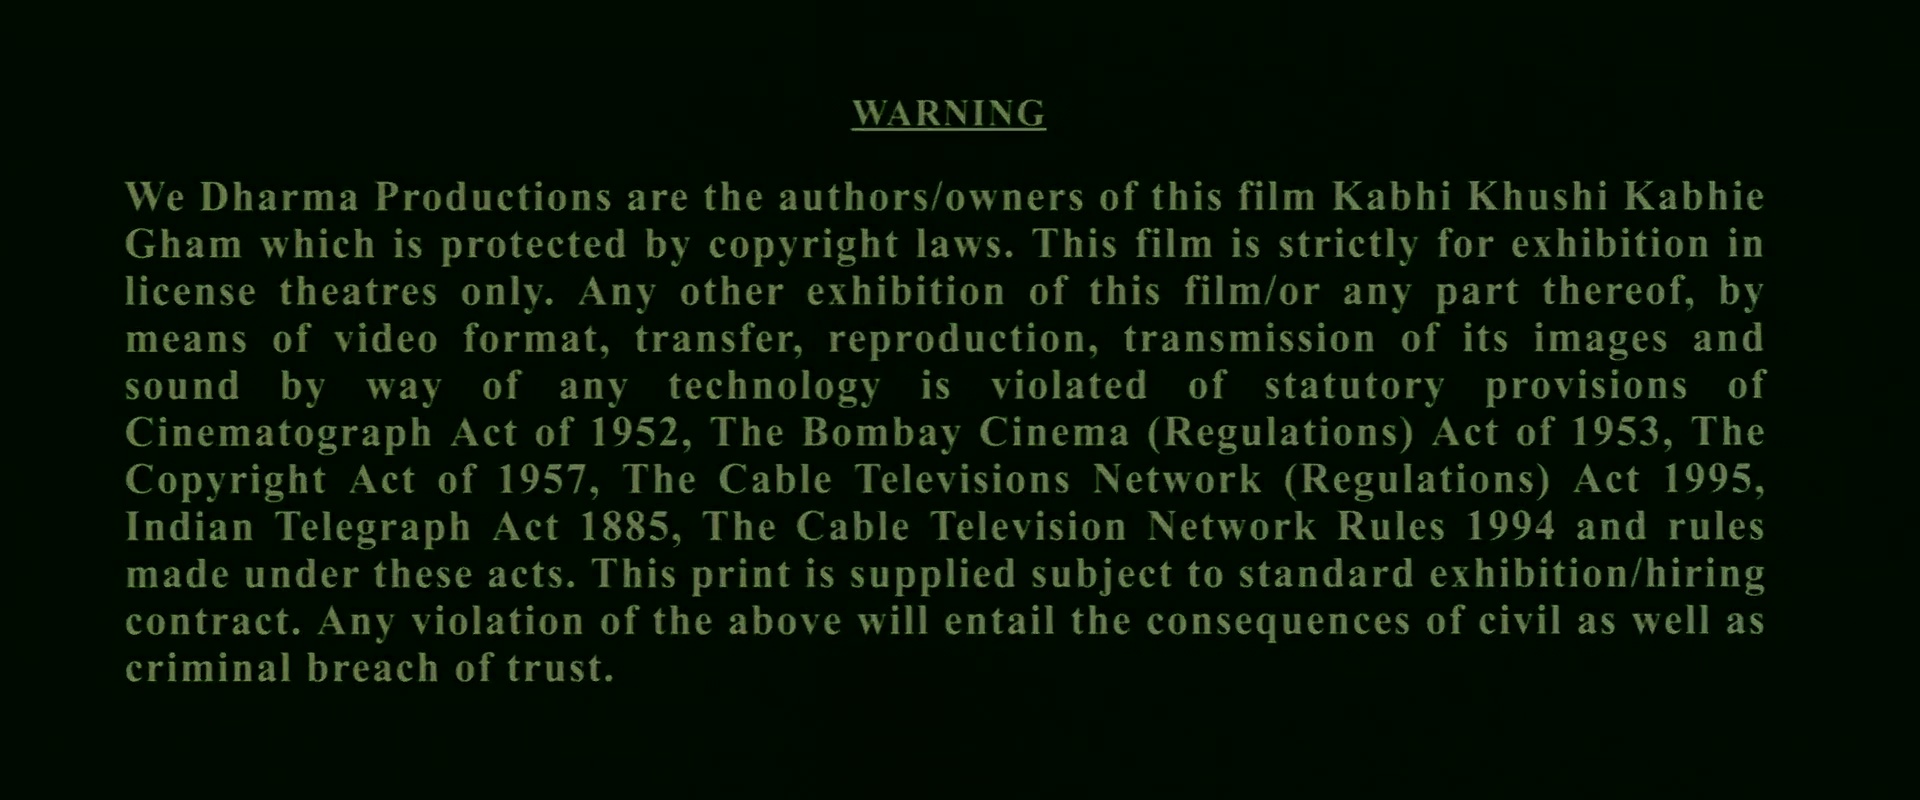 WARNING
We Dharma Productions are the authors/owners of this film Kabhi Khushi Kabhie
Gham which is protected by copyright laws. This film is strictly for exhibition in
license theatres only. Any other exhibition of this film/or any part thereof, by
means of video format, transfer, reproduction, transmission of its images and
sound by way of any technology is violated of statutory provisions of
Cinematograph Act of 1952, The Bombay Cinema (Regulations) Act of 1953, The
Copyright Act of 1957, The Cable Televisions Network (Regulations) Act 1995,
Indian Telegraph Act 1885, The Cable Television Network Rules 1994 and rules
made under these acts. This print is supplied subject to standard exhibition/hiring
contract. Any violation of the above will entail the consequences of civil as well as
criminal breach of trust.